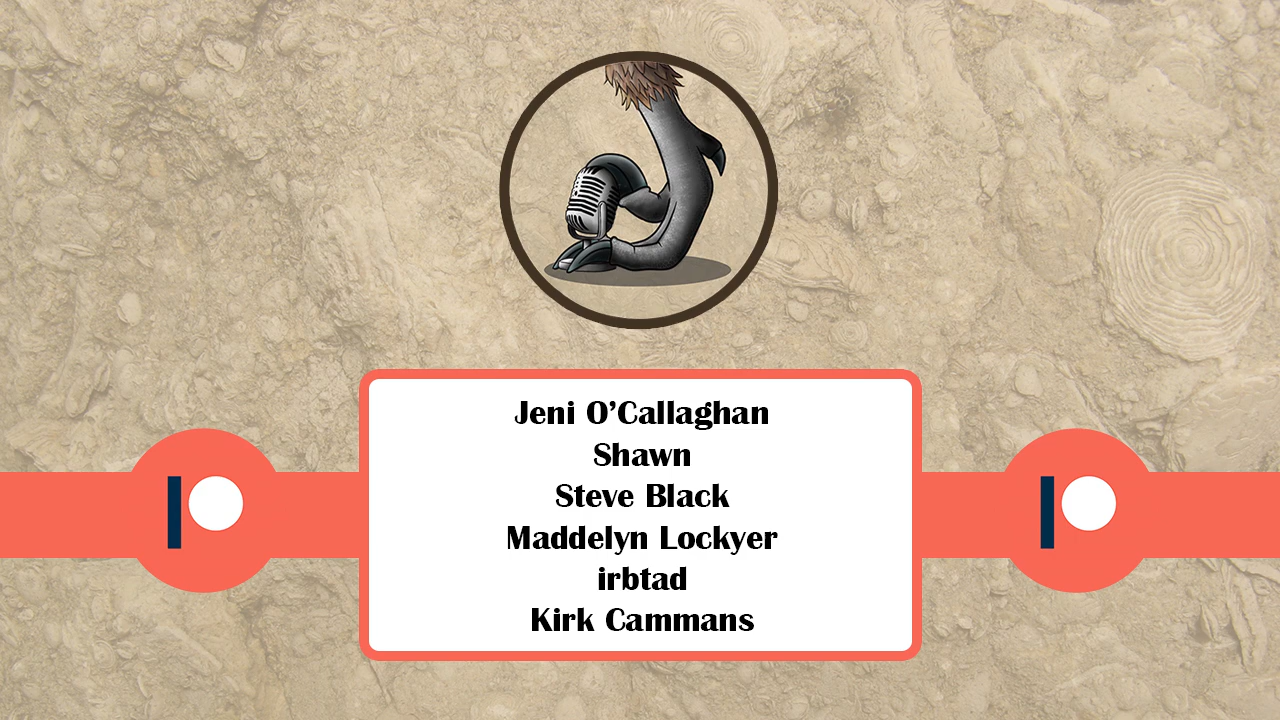 Jeni O’Callaghan
Shawn
Steve Black
Maddelyn Lockyer
irbtad
Kirk Cammans